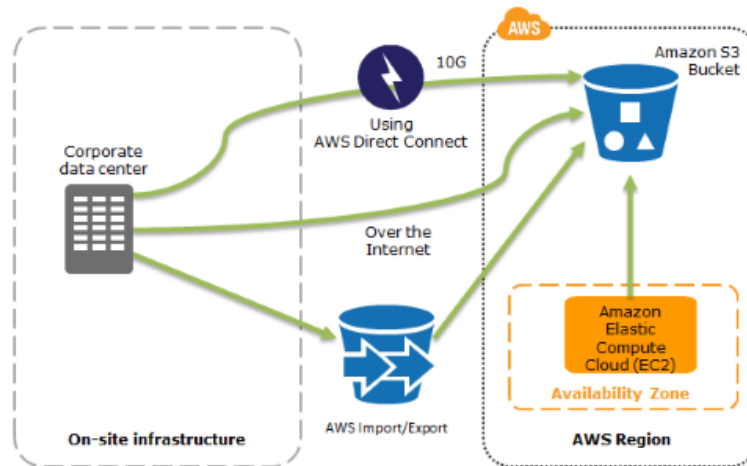 AWS
Amazon S3
Bucket
10G
Using
AWS Direct Connect
Corporate
data center
Over the
Internet
Amazon
Elastic
Compute
Cloud (EC2)
Availability Zone
AWS Import/Export
On-site infrastructure
AWS Region